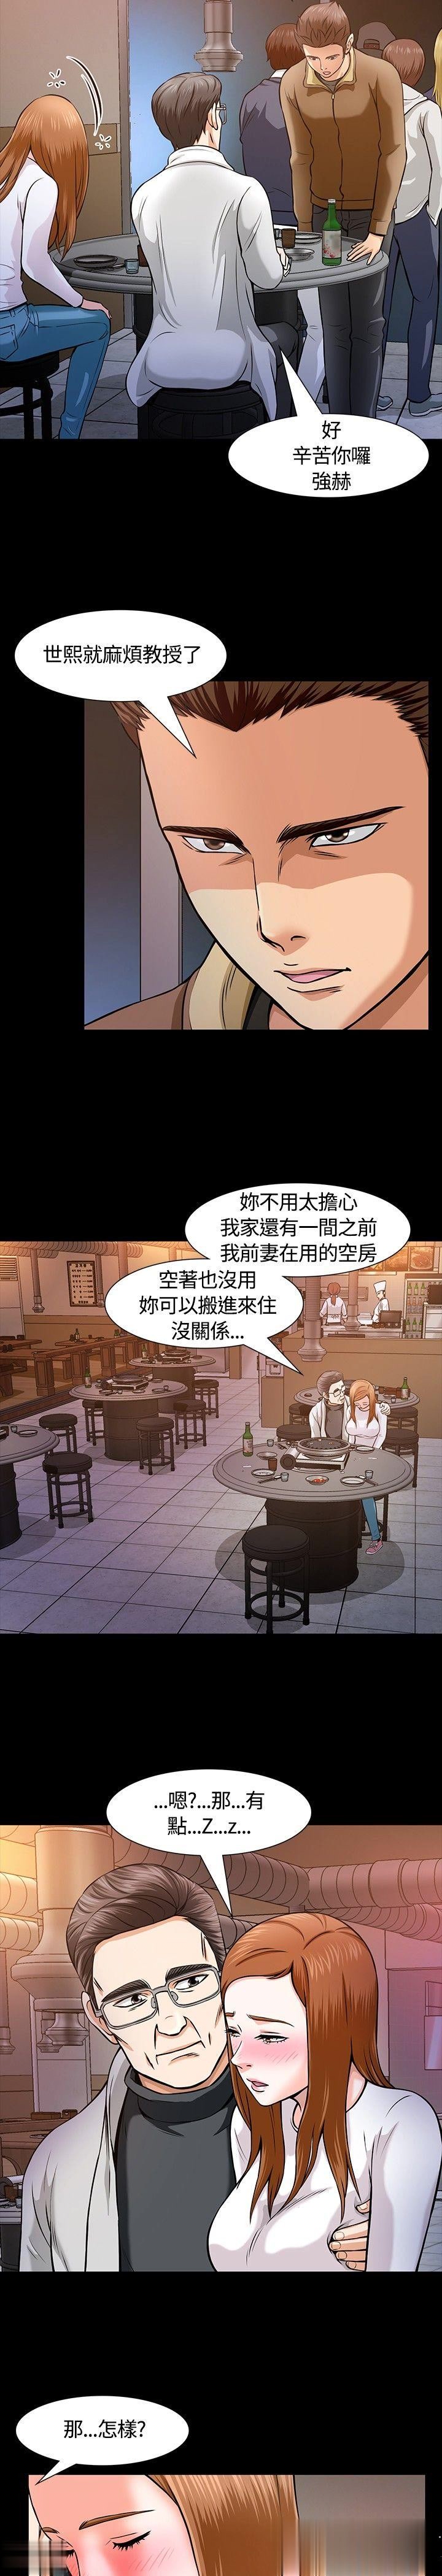 好
辛苦你囉
強赫
世熙就麻煩教授了
妳不用太擔心
我家還有一間之前
我前妻在用的空房
空著也沒用
妳可以搬進來住
沒關係...
...嗯?...那...有
點...Z...z...
那...怎樣?